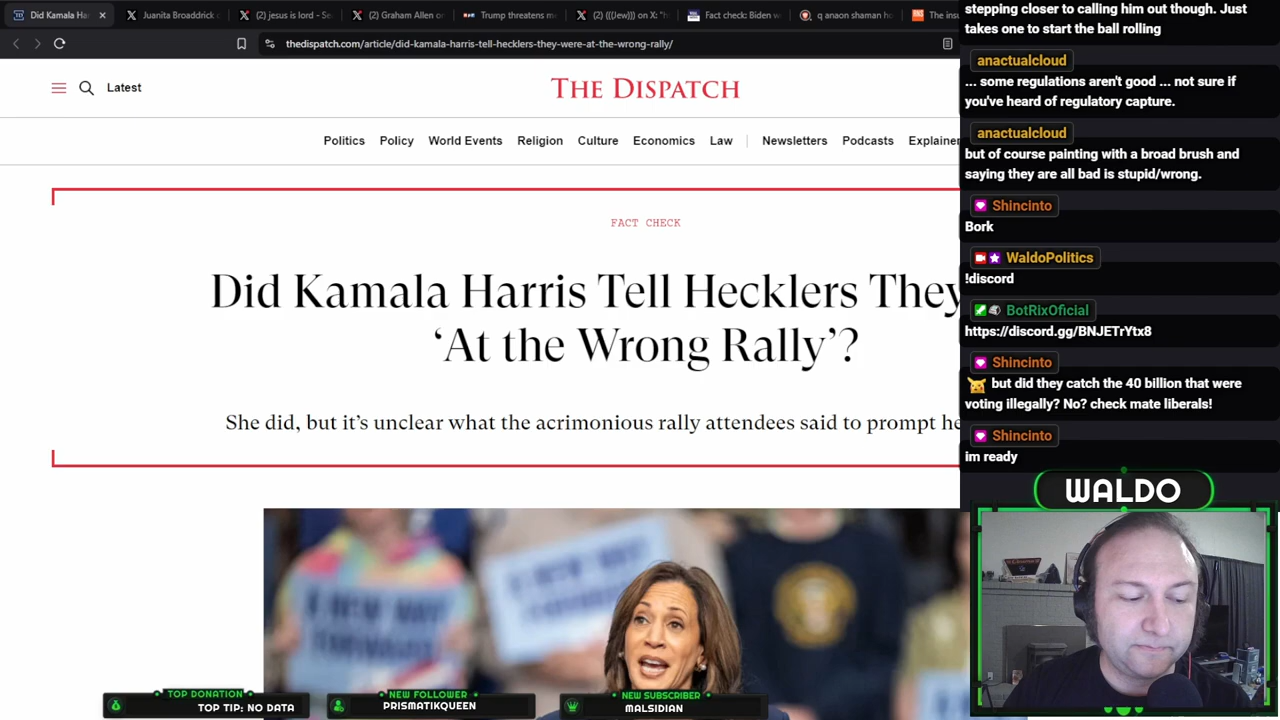 Did Kamala Ha
Juanita Broaddrick
(2) jesus is lord - Se
(2) Graham Allen o
Trump threatens m
(2) (((Jew))) on X: "h
Fact check: Biden w
q anaon shaman ho
The insu
thedispatch.com/article/did-kamala-harris-tell-hecklers-they-were-at-the-wrong-rally/
Latest
THE DISPATCH
Politics Policy World Events Religion Culture Economics Law Newsletters Podcasts Explaine
FACT CHECK
Did Kamala Harris Tell Hecklers They
‘At the Wrong Rally’?
She did, but it’s unclear what the acrimonious rally attendees said to prompt he
stepping closer to calling him out though. Just
takes one to start the ball rolling
anactualcloud
... some regulations aren't good ... not sure if
you've heard of regulatory capture.
anactualcloud
but of course painting with a broad brush and
saying they are all bad is stupid/wrong.
Shincinto
Bork
WaldoPolitics
!discord
BotRixOficial
https://discord.gg/BNJETrYtx8
Shincinto
but did they catch the 40 billion that were
voting illegally? No? check mate liberals!
Shincinto
im ready
WALDO
TOP DONATION
TOP TIP: NO DATA
NEW FOLLOWER
PRISMATIKQUEEN
NEW SUBSCRIBER
MALSIDIAN